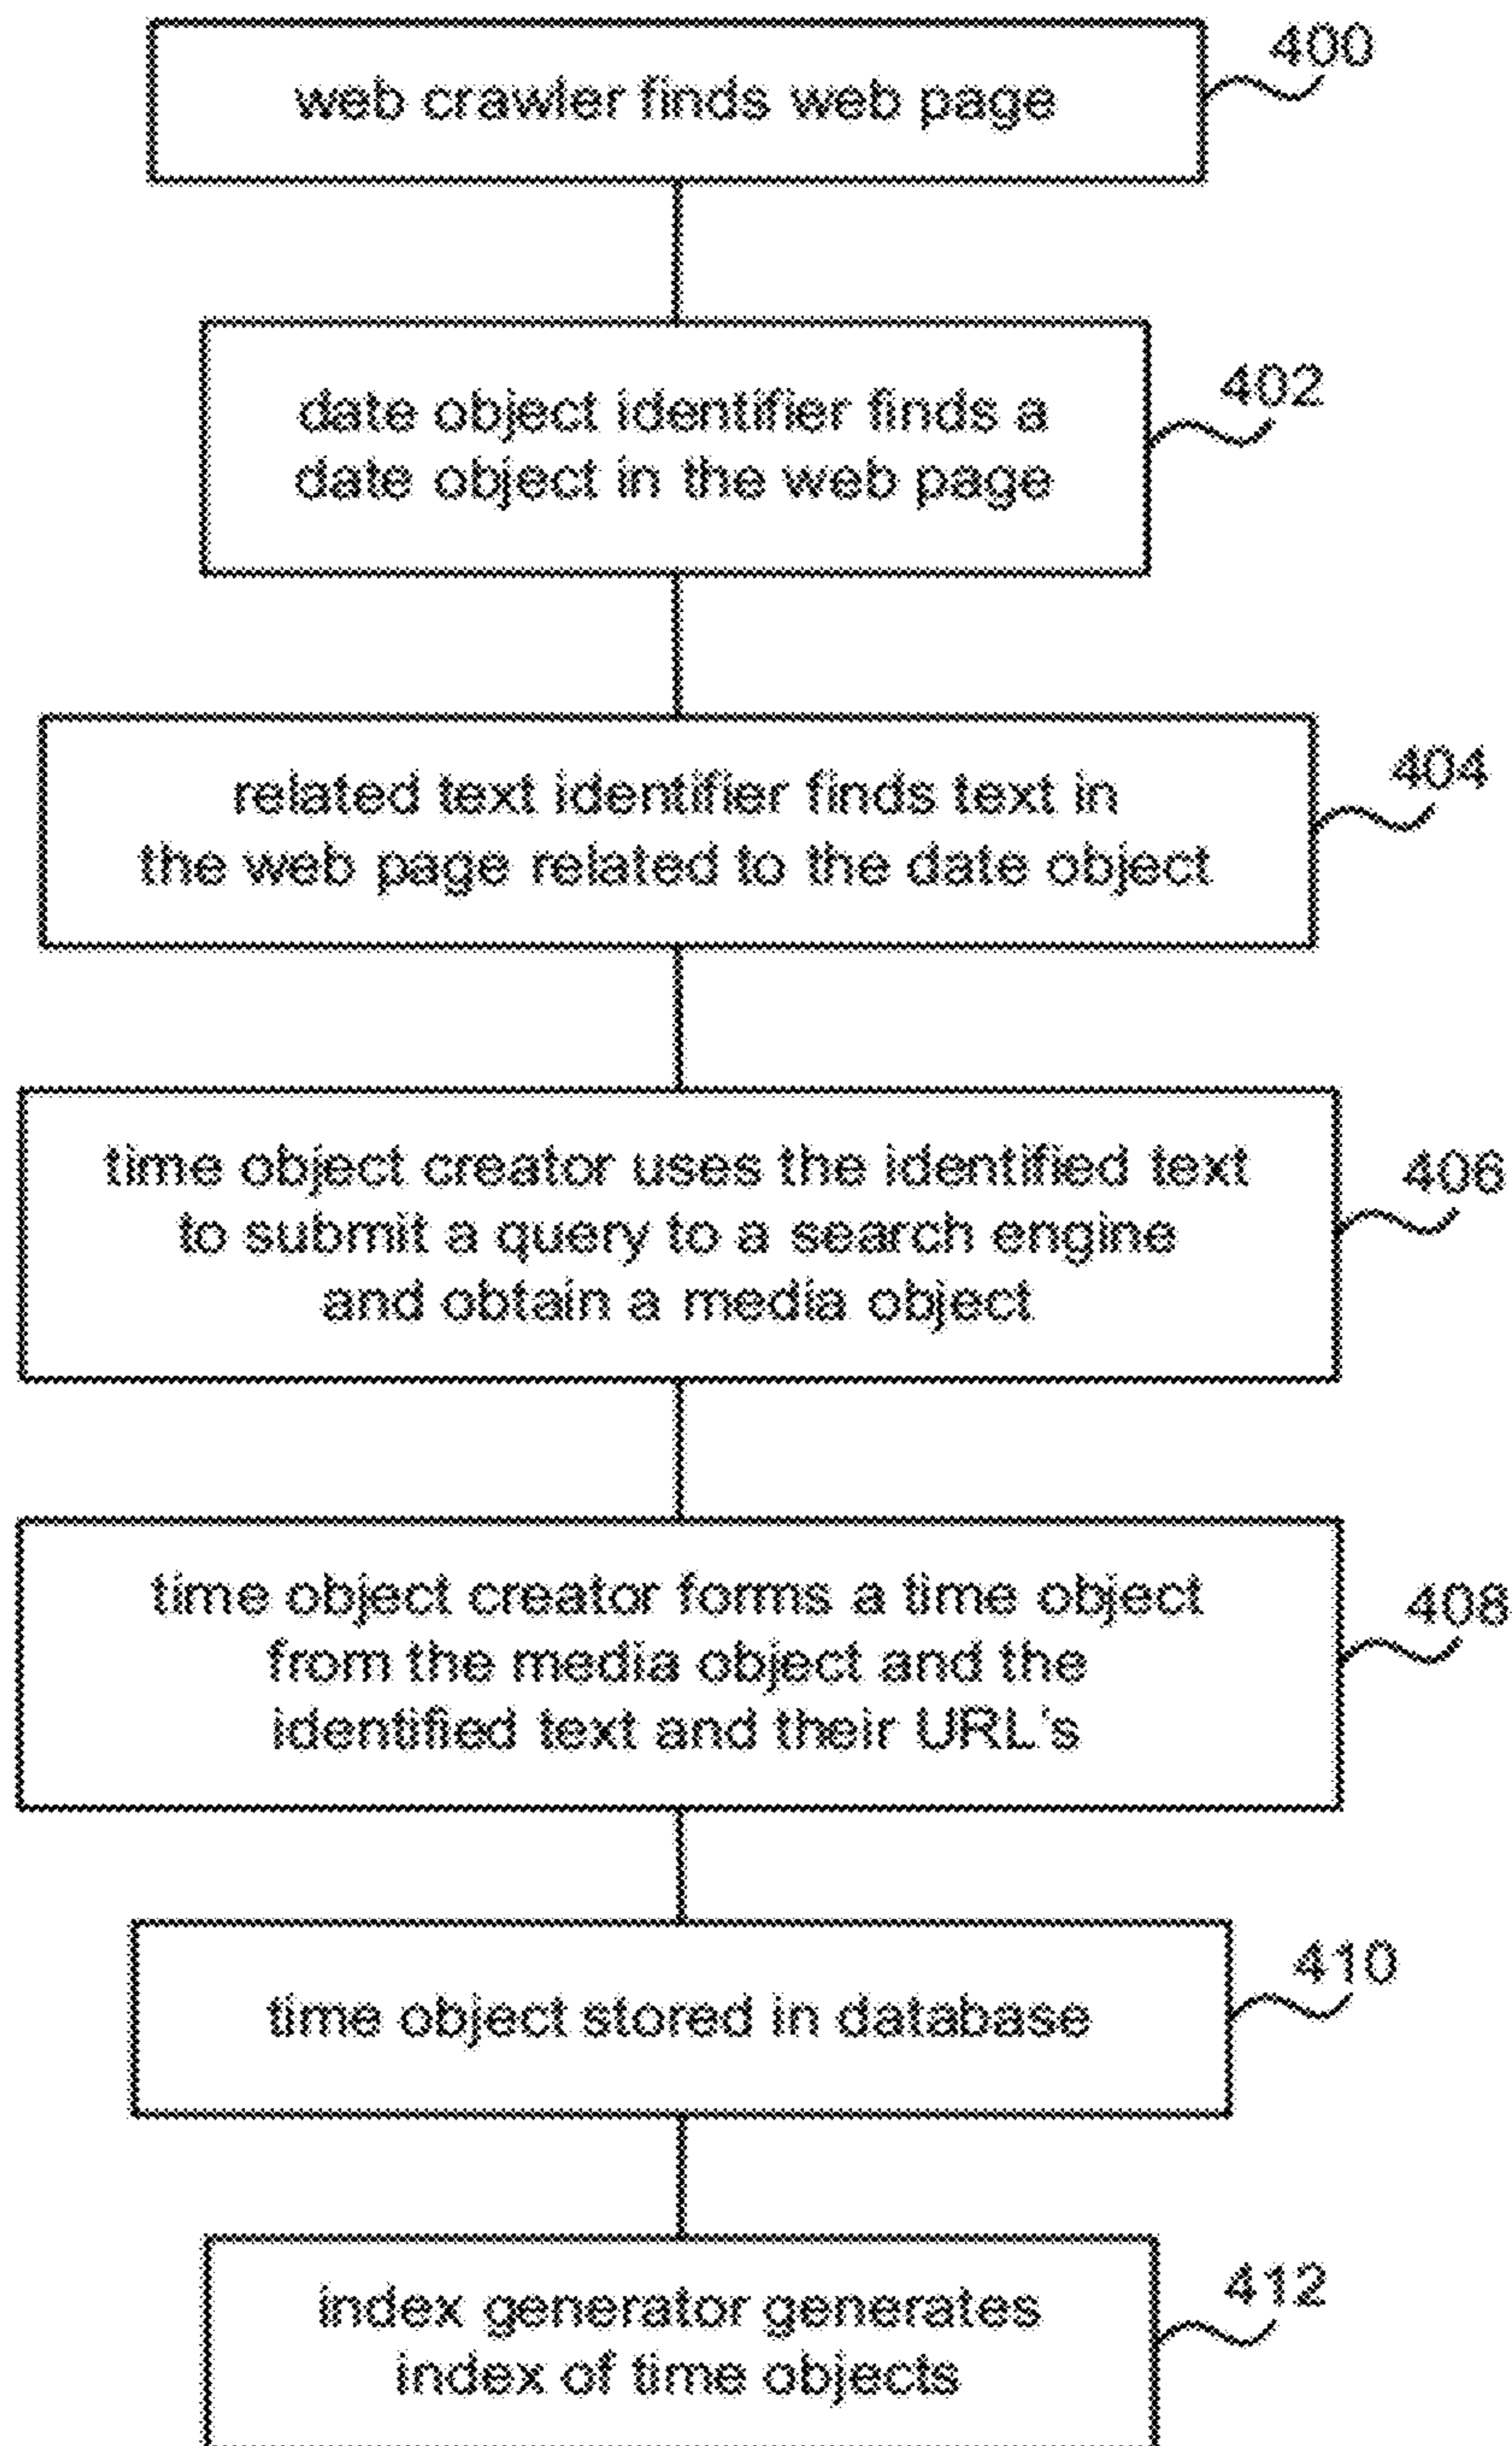 400
web crawler finds web page
402
date object identifier finds a
date object in the web page
404
related text identifier finds text in
the web page related to the date object
406
time object creator uses the identified text
to submit a query to a search engine
and obtain a media object
408
time object creator forms a time object
from the media object and the
identified text and their URL's
410
time object stored in database
412
index generator generates
index of time objects